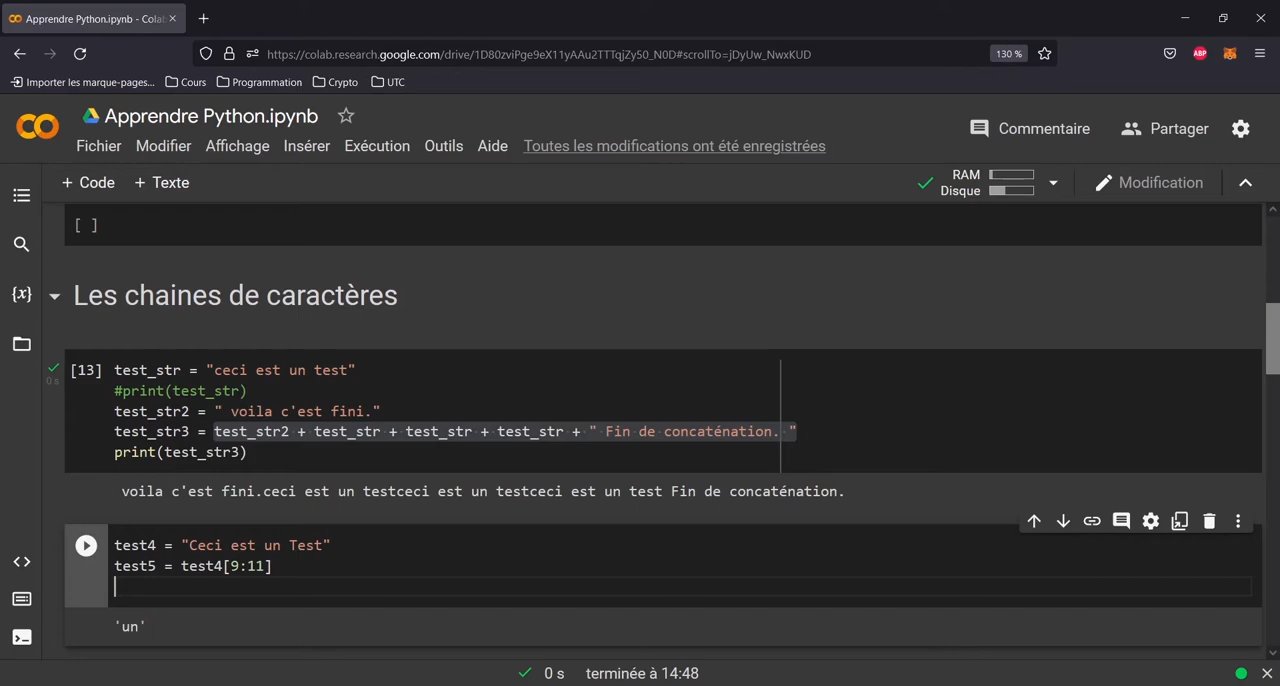 Apprendre Python.ipynb - Colab
https://colab.research.google.com/drive/1D80zviPge9eX11yAAu2TTTqjZy50_N0D#scrollTo=jDyUw_NwxKUD
130 %
ABP
Importer les marque-pages...
Cours
Programmation
Crypto
UTC
Apprendre Python.ipynb
Commentaire
Partager
Fichier Modifier Affichage Insérer Exécution Outils Aide Toutes les modifications ont été enregistrées
+ Code + Texte
RAM
Disque
Modification
[ ]
Les chaines de caractères
{x}
[13] test_str = "ceci est un test"
0 s
#print(test_str)
test_str2 = " voila c'est fini."
test_str3 = test_str2 + test_str + test_str + test_str + " Fin de concaténation. "
print(test_str3)
voila c'est fini.ceci est un testceci est un testceci est un test Fin de concaténation.
test4 = "Ceci est un Test"
test5 = test4[9:11]
'un'
0 s terminée à 14:48